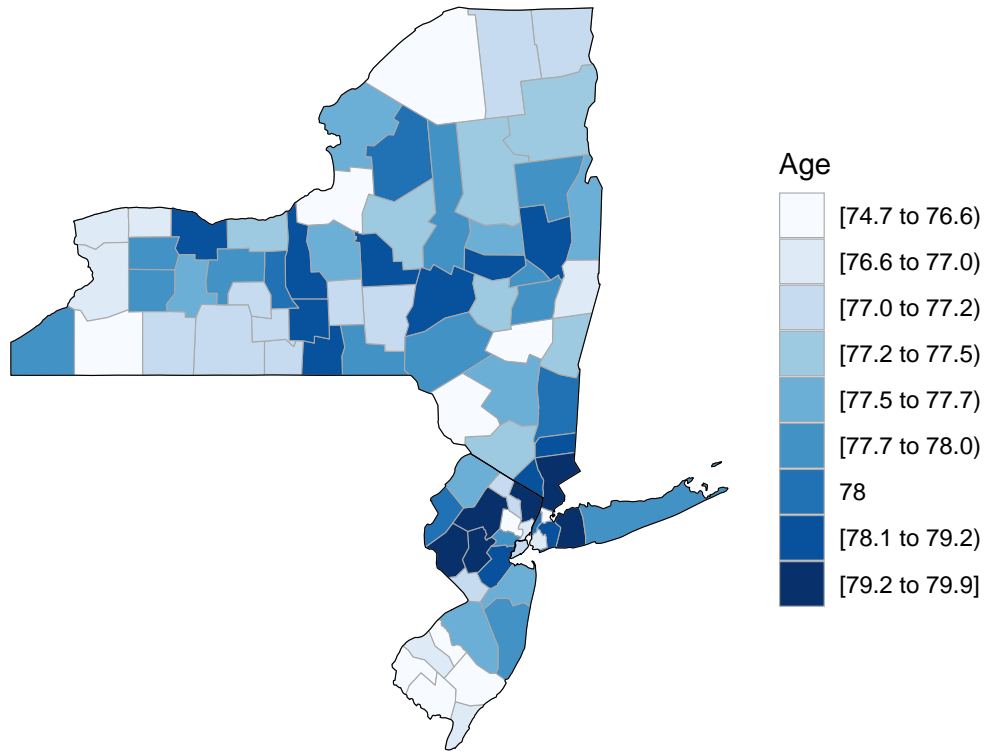 Age
[74.7 to 76.6)
[76.6 to 77.0)
[77.0 to 77.2)
[77.2 to 77.5)
[77.5 to 77.7)
[77.7 to 78.0)
78
[78.1 to 79.2)
[79.2 to 79.9]